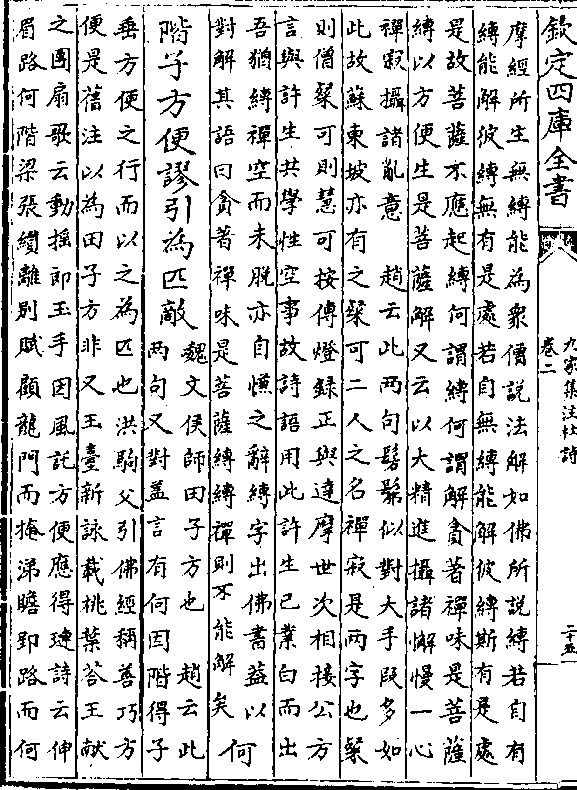 欽定四庫全書
九家集注杜詩
卷二
二十五
摩經所生無縛能為衆僧說法解如佛所說縛若自有
縛能解彼縛無有是處若自無縛能解彼縛斯有是處
是故菩薩不應起縛何謂縛何謂解貪著禪味是菩薩
縛以方便生是菩薩解又云以大精進攝諸懈慢一心
禪寂攝諸亂意　趙云此兩句髣髴似對大手段多如
此故蘇東坡亦有之粲可二人之名禪寂是兩字也粲
則僧粲可則慧可按傳燈録正與達摩世次相接公方
言與許生共學性空事故詩語用此許生已業白而出
吾猶縛禪空而未脫亦自慊之辭縛字出佛書益以何
對解其語曰貪著禪味是菩薩縛縛禪則不能解矣　何
階子方便謬引為匹敵
魏文侯師田子方也　趙云此
兩句又對葢言有何因階得子
垂方便之行而以之為匹也洪駒父引佛經稱善巧方
便是舊注以為田子方非又王臺新詠載桃葉荅王献
之團扇歌云動揺郎玉手因風託方便應得璉詩云伸
眉路何階梁張纘離別賦顧龍門而掩涕瞻郢路而何